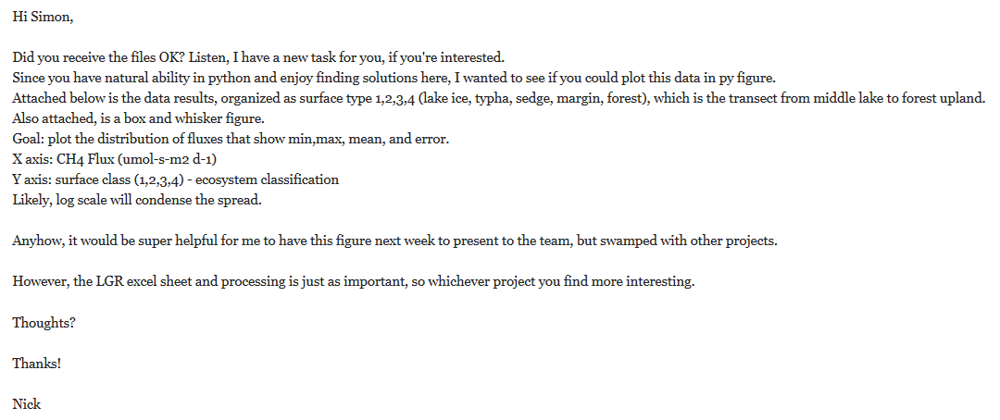 Hi Simon,
Did you receive the files OK? Listen, I have a new task for you, if you're interested.
Since you have natural ability in python and enjoy finding solutions here, I wanted to see if you could plot this data in py figure.
Attached below is the data results, organized as surface type 1,2,3,4 (lake ice, typha, sedge, margin, forest), which is the transect from middle lake to forest upland.
Also attached, is a box and whisker figure.
Goal: plot the distribution of fluxes that show min,max, mean, and error.
X axis: CH4 Flux (umol-s-m2 d-1)
Y axis: surface class (1,2,3,4) - ecosystem classification
Likely, log scale will condense the spread.
Anyhow, it would be super helpful for me to have this figure next week to present to the team, but swamped with other projects.
However, the LGR excel sheet and processing is just as important, so whichever project you find more interesting.
Thoughts?
Thanks!
Nick